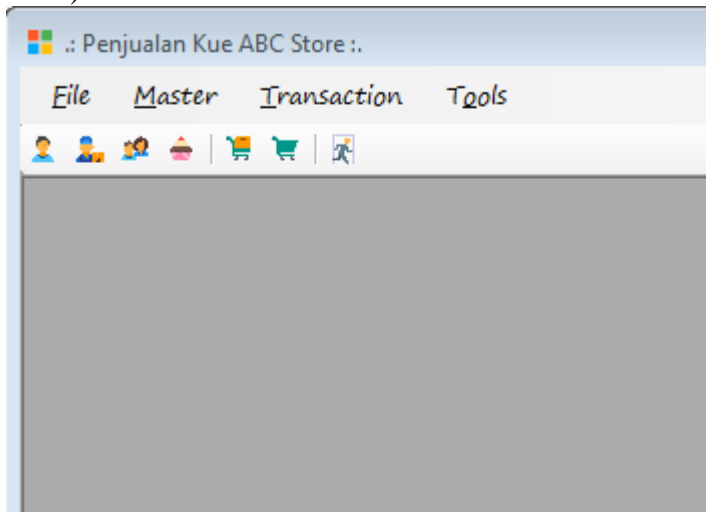 .: Penjualan Kue ABC Store :.
File Master Transaction Tools